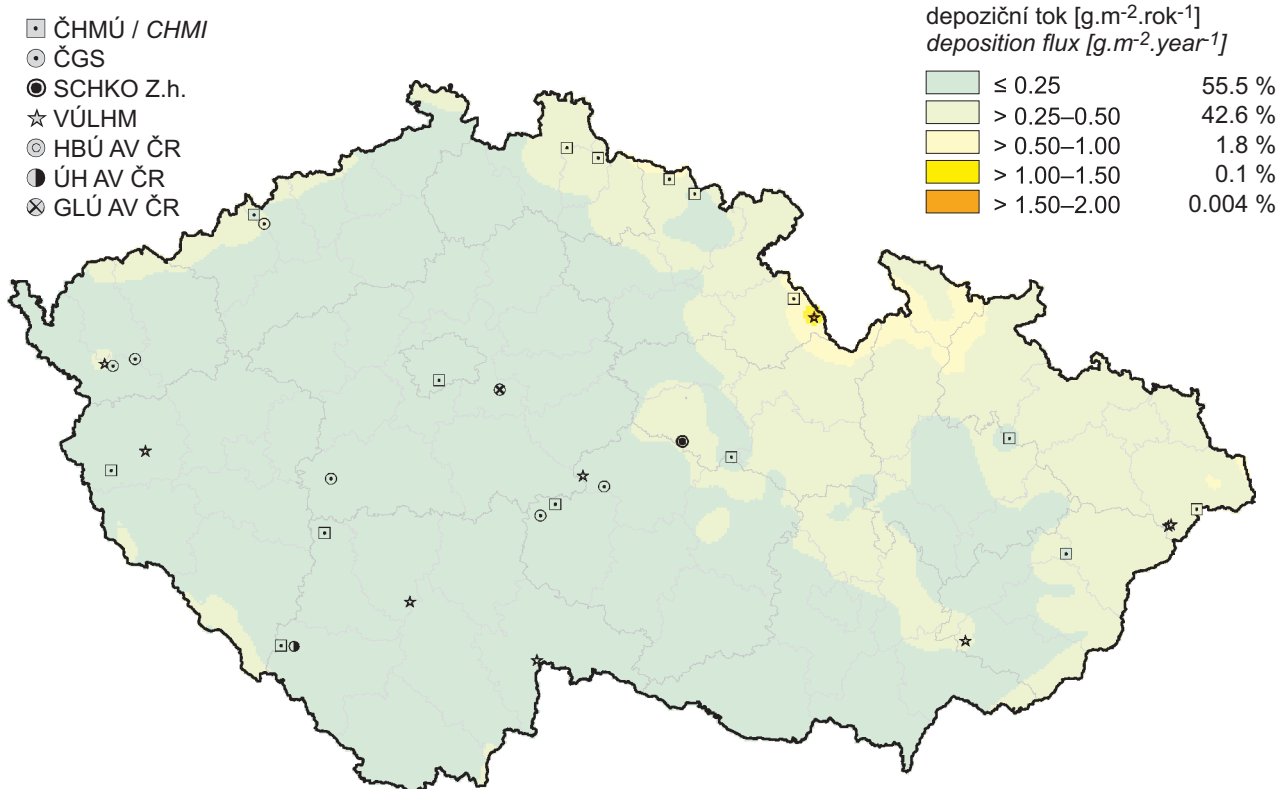 ČHMÚ / CHMI
ČGS
SCHKO Z.h.
VÚLHM
HBÚ AV ČR
ÚH AV ČR
GLÚ AV ČR
depoziční tok [g.m-2.rok-1]
deposition flux [g.m-2.year-1]
≤ 0.25 55.5 %
> 0.25–0.50 42.6 %
> 0.50–1.00 1.8 %
> 1.00–1.50 0.1 %
> 1.50–2.00 0.004 %